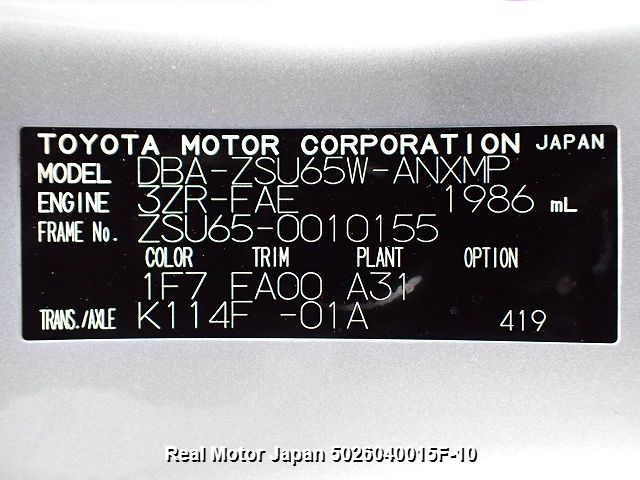 TOYOTA MOTOR CORPORATION JAPAN
MODEL DBA-ZSU65W-ANXMP
ENGINE 3ZR-FAE 1986 mL
FRAME No. ZSU65-0010155
COLOR TRIM PLANT OPTION
1F7 FA00 A31
TRANS./AXLE K114F -01A 419
Real Motor Japan 5026040015F-10